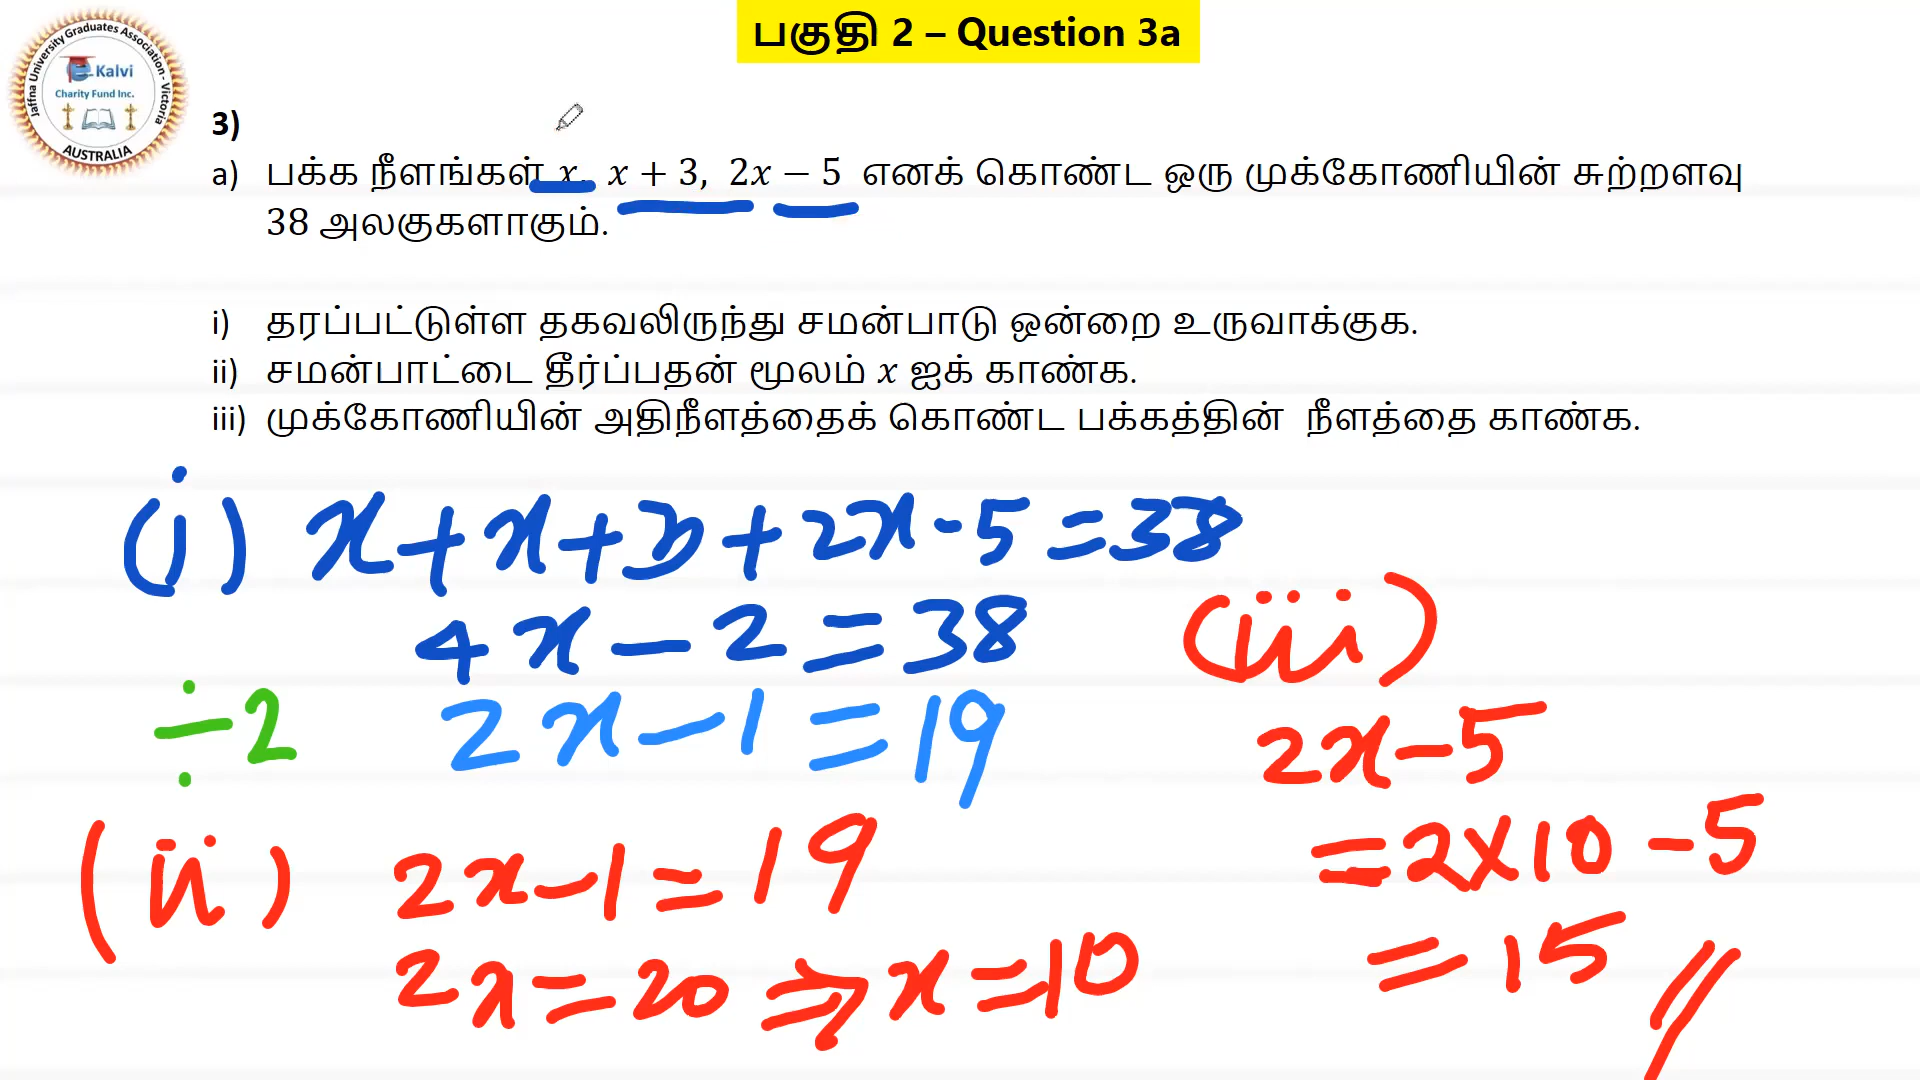 பகுதி 2 – Question 3a
Jaffna University Graduates Association - Victoria
Kalvi
Charity Fund Inc.
AUSTRALIA
3)
a) பக்க நீளங்கள் x, x + 3, 2x − 5 எனக் கொண்ட ஒரு முக்கோணியின் சுற்றளவு
38 அலகுகளாகும்.
i) தரப்பட்டுள்ள தகவலிருந்து சமன்பாடு ஒன்றை உருவாக்குக.
ii) சமன்பாட்டை தீர்ப்பதன் மூலம் x ஐக் காண்க.
iii) முக்கோணியின் அதிநீளத்தைக் கொண்ட பக்கத்தின் நீளத்தை காண்க.
(i) x + x + 3 + 2x - 5 = 38
4x − 2 = 38
÷ 2 2x − 1 = 19
(ii) 2x − 1 = 19
2x = 20 ⇒ x = 10
(iii)
2x − 5
= 2 × 10 − 5
= 15 //